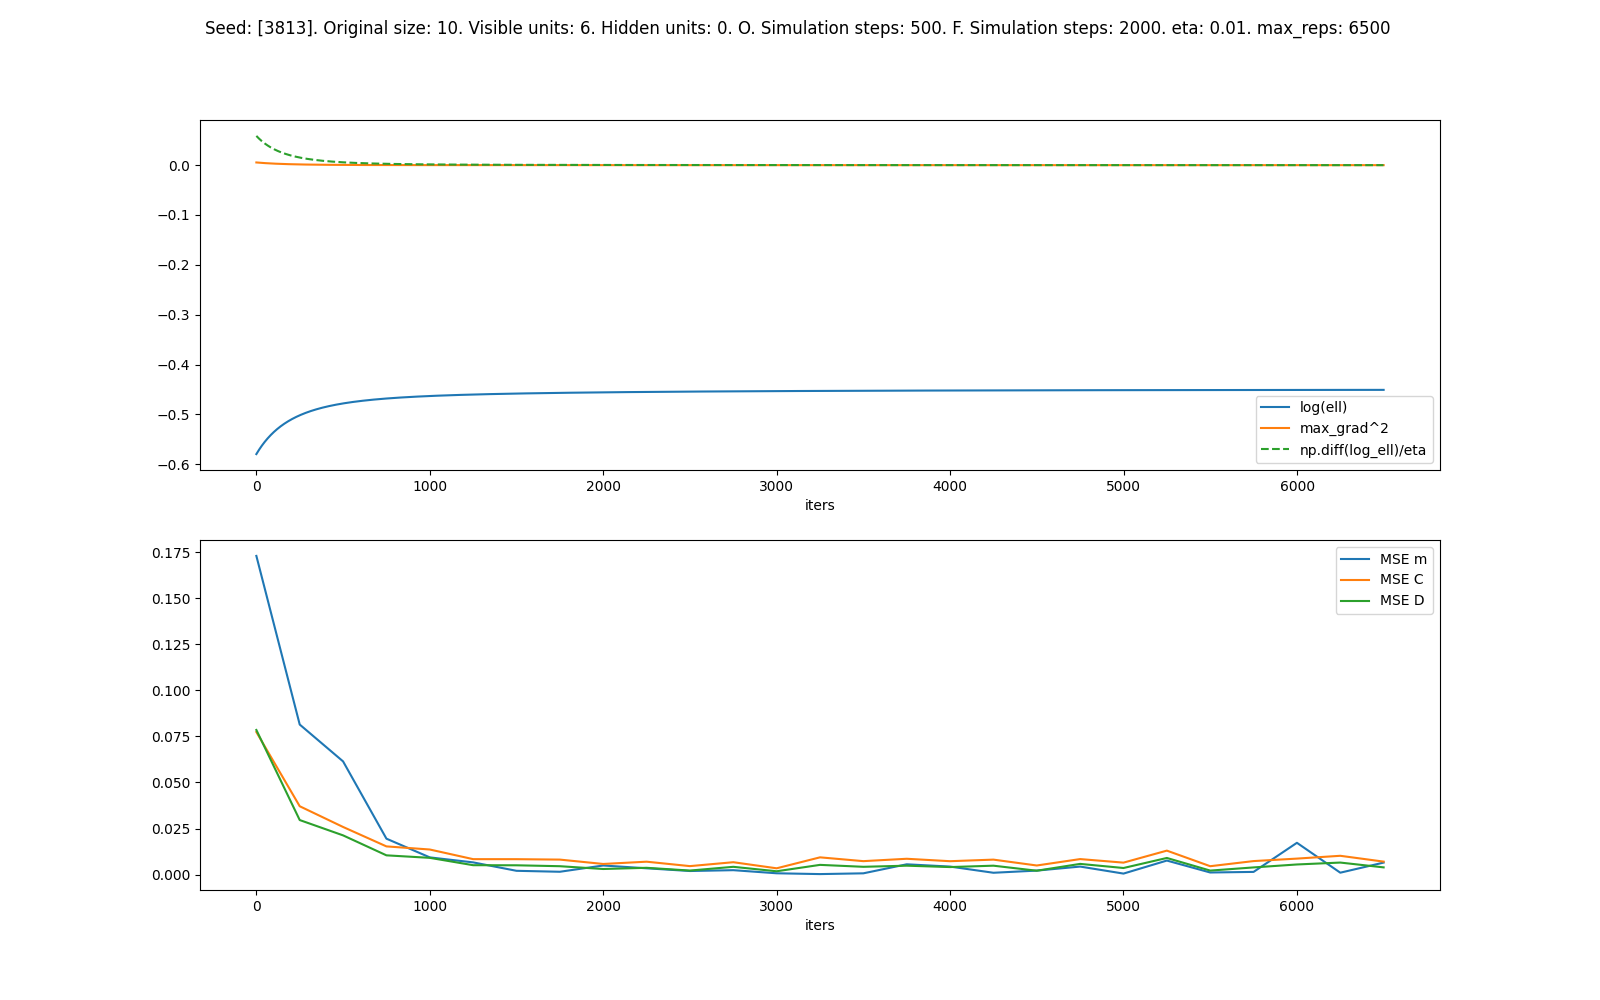 Seed: [3813]. Original size: 10. Visible units: 6. Hidden units: 0. O. Simulation steps: 500. F. Simulation steps: 2000. eta: 0.01. max_reps: 6500
0.0
−0.1
−0.2
−0.3
−0.4
−0.5
−0.6
log(ell)
max_grad^2
np.diff(log_ell)/eta
0 1000 2000 3000 4000 5000 6000
iters
0.175
0.150
0.125
0.100
0.075
0.050
0.025
0.000
MSE m
MSE C
MSE D
0 1000 2000 3000 4000 5000 6000
iters